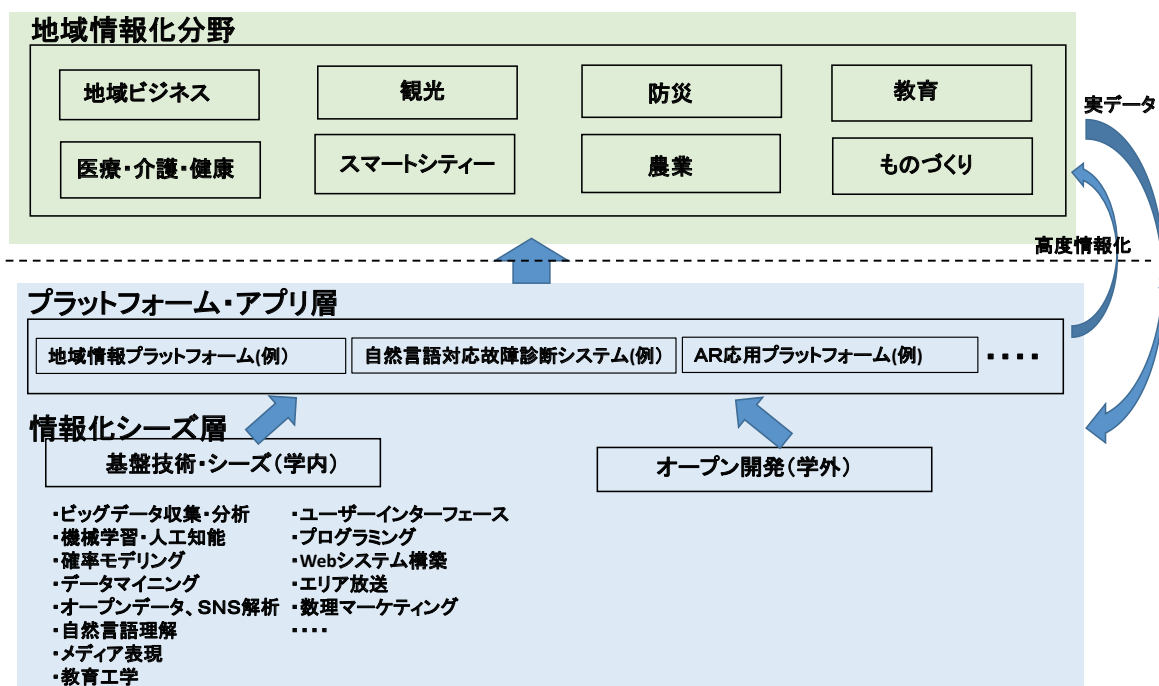 地域情報化分野
地域ビジネス
観光
防災
教育
医療・介護・健康
スマートシティー
農業
ものづくり
実データ
高度情報化
プラットフォーム・アプリ層
地域情報プラットフォーム(例)
自然言語対応故障診断システム(例)
AR応用プラットフォーム(例)
・・・・
情報化シーズ層
基盤技術・シーズ(学内)
オープン開発(学外)
・ビッグデータ収集・分析
・機械学習・人工知能
・確率モデリング
・データマイニング
・オープンデータ、SNS解析
・自然言語理解
・メディア表現
・教育工学
・ユーザーインターフェース
・プログラミング
・Webシステム構築
・エリア放送
・数理マーケティング
・・・・